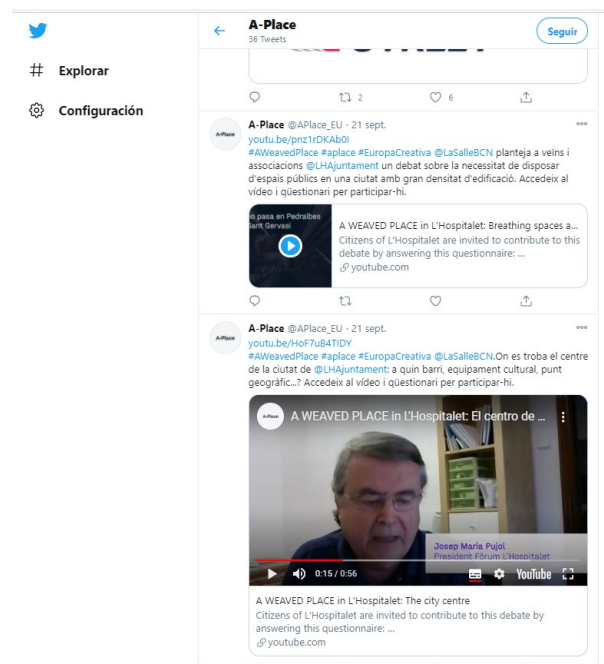 A-Place
36 Tweets
Seguir
Explorar
Configuración
2
6
A-Place @APlace_EU · 21 sept.
youtu.be/pnz1rDKAb0I
#AWeavedPlace #aplace #EuropaCreativa @LaSalleBCN planteja a veïns i
associacions @LHAjuntament un debat sobre la necessitat de disposar
d'espais públics en una ciutat amb gran densitat d'edificació. Accedeix al
vídeo i qüestionari per participar-hi.
o pasa en Pedralbes
iant Gervasi
A WEAVED PLACE in L'Hospitalet: Breathing spaces a...
Citizens of L'Hospitalet are invited to contribute to this
debate by answering this questionnaire: ...
youtube.com
A-Place
A-Place @APlace_EU · 21 sept.
youtu.be/HoF7uB4TIDY
#AWeavedPlace #aplace #EuropaCreativa @LaSalleBCN.On es troba el centre
de la ciutat de @LHAjuntament: a quin barri, equipament cultural, punt
geogràfic...? Accedeix al vídeo i qüestionari per participar-hi.
A-Place
A WEAVED PLACE in L'Hospitalet: El centro de ...
Josep Maria Pujol
President Fòrum L'Hospitalet
0:15 / 0:56
YouTube
A WEAVED PLACE in L'Hospitalet: The city centre
Citizens of L'Hospitalet are invited to contribute to this debate by
answering this questionnaire: ...
youtube.com